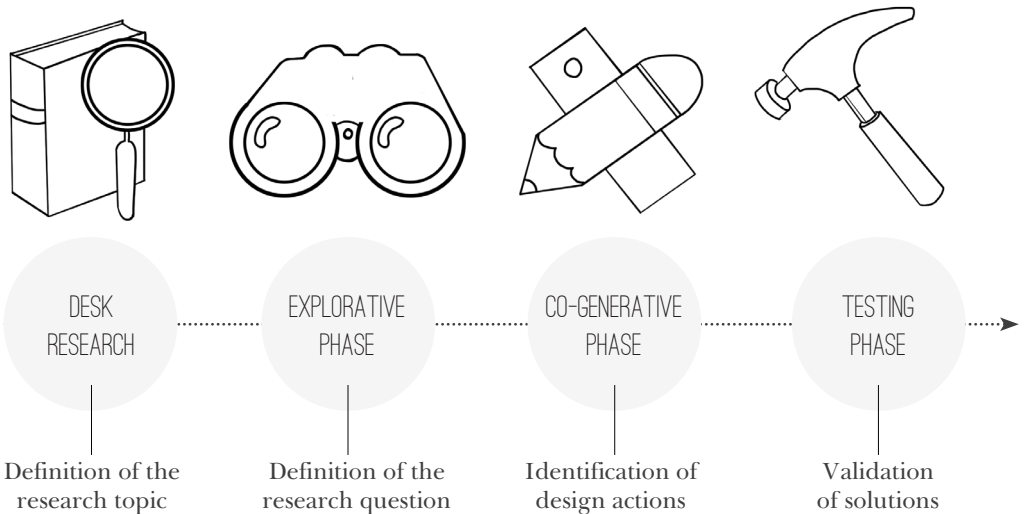 DESK
RESEARCH
EXPLORATIVE
PHASE
CO-GENERATIVE
PHASE
TESTING
PHASE
Definition of the
research topic
Definition of the
research question
Identification of
design actions
Validation
of solutions